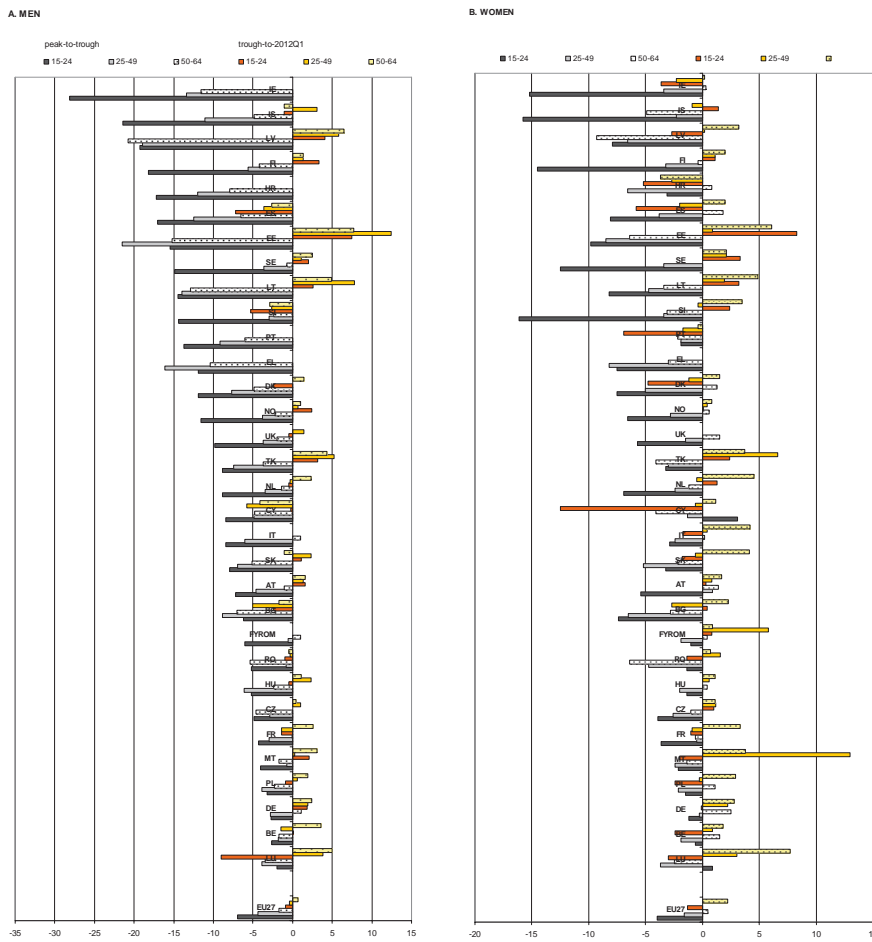 A. MEN
B. WOMEN
peak-to-trough
trough-to-2012Q1
15-24
25-49
50-64
15-24
25-49
50-64
15-24
25-49
50-64
15-24
25-49
IE
IS
LV
FI
HR
ES
EE
SE
LT
SI
PT
EL
DK
NO
UK
TK
NL
CY
IT
SK
AT
BG
FYROM
RO
HU
CZ
FR
MT
PL
DE
BE
LU
EU27
-35
-30
-25
-20
-15
-10
-5
0
5
10
15
IE
IS
LV
FI
HR
ES
EE
SE
LT
SI
PT
EL
DK
NO
UK
TK
NL
CY
IT
SK
AT
BG
FYROM
RO
HU
CZ
FR
MT
PL
DE
BE
LU
EU27
-20
-15
-10
-5
0
5
10
15